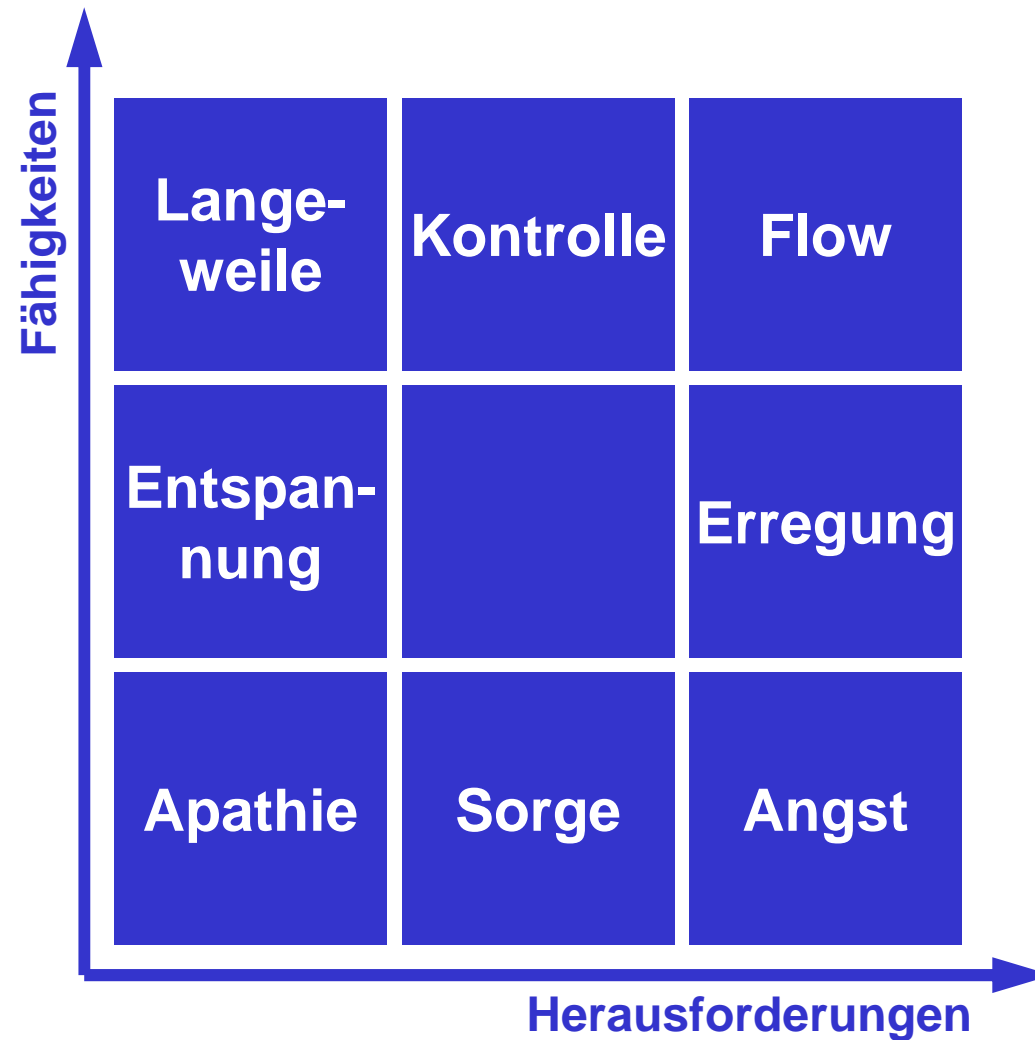 Fähigkeiten
Lange-
weile
Kontrolle
Flow
Entspan-
nung
Erregung
Apathie
Sorge
Angst
Herausforderungen